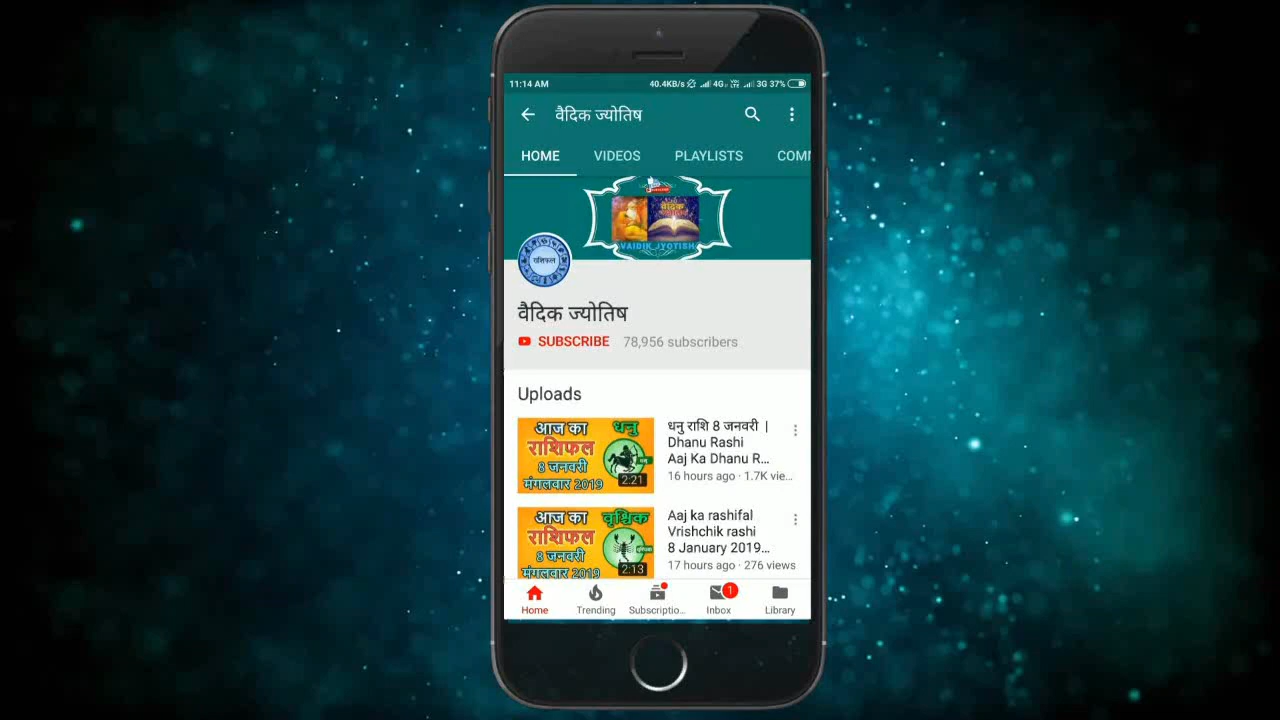 11:14 AM
40.4KB/s 4G 3G 37%
वैदिक ज्योतिष
HOME VIDEOS PLAYLISTS COMM
वैदिक
VAIDIK JYOTISH
राशिफल
वैदिक ज्योतिष
SUBSCRIBE 78,956 subscribers
Uploads
आज का धनु
राशिफल
8 जनवरी
मंगलवार 2019
2:21
धनु राशि 8 जनवरी |
Dhanu Rashi
Aaj Ka Dhanu R...
16 hours ago · 1.7K vie...
आज का वृश्चिक
राशिफल
8 जनवरी
मंगलवार 2019
2:13
Aaj ka rashifal
Vrishchik rashi
8 January 2019...
17 hours ago · 276 views
Home Trending Subscriptio... Inbox Library
1